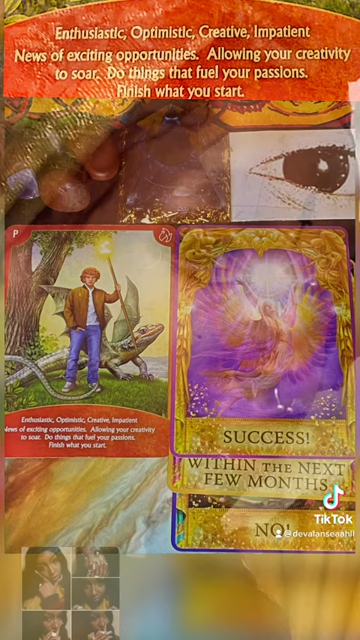 Enthusiastic, Optimistic, Creative, Impatient
News of exciting opportunities. Allowing your creativity
to soar. Do things that fuel your passions.
Finish what you start.
P
Enthusiastic, Optimistic, Creative, Impatient
News of exciting opportunities. Allowing your creativity
to soar. Do things that fuel your passions.
Finish what you start.
SUCCESS!
WITHIN THE NEXT
FEW MONTHS
NO!
TikTok